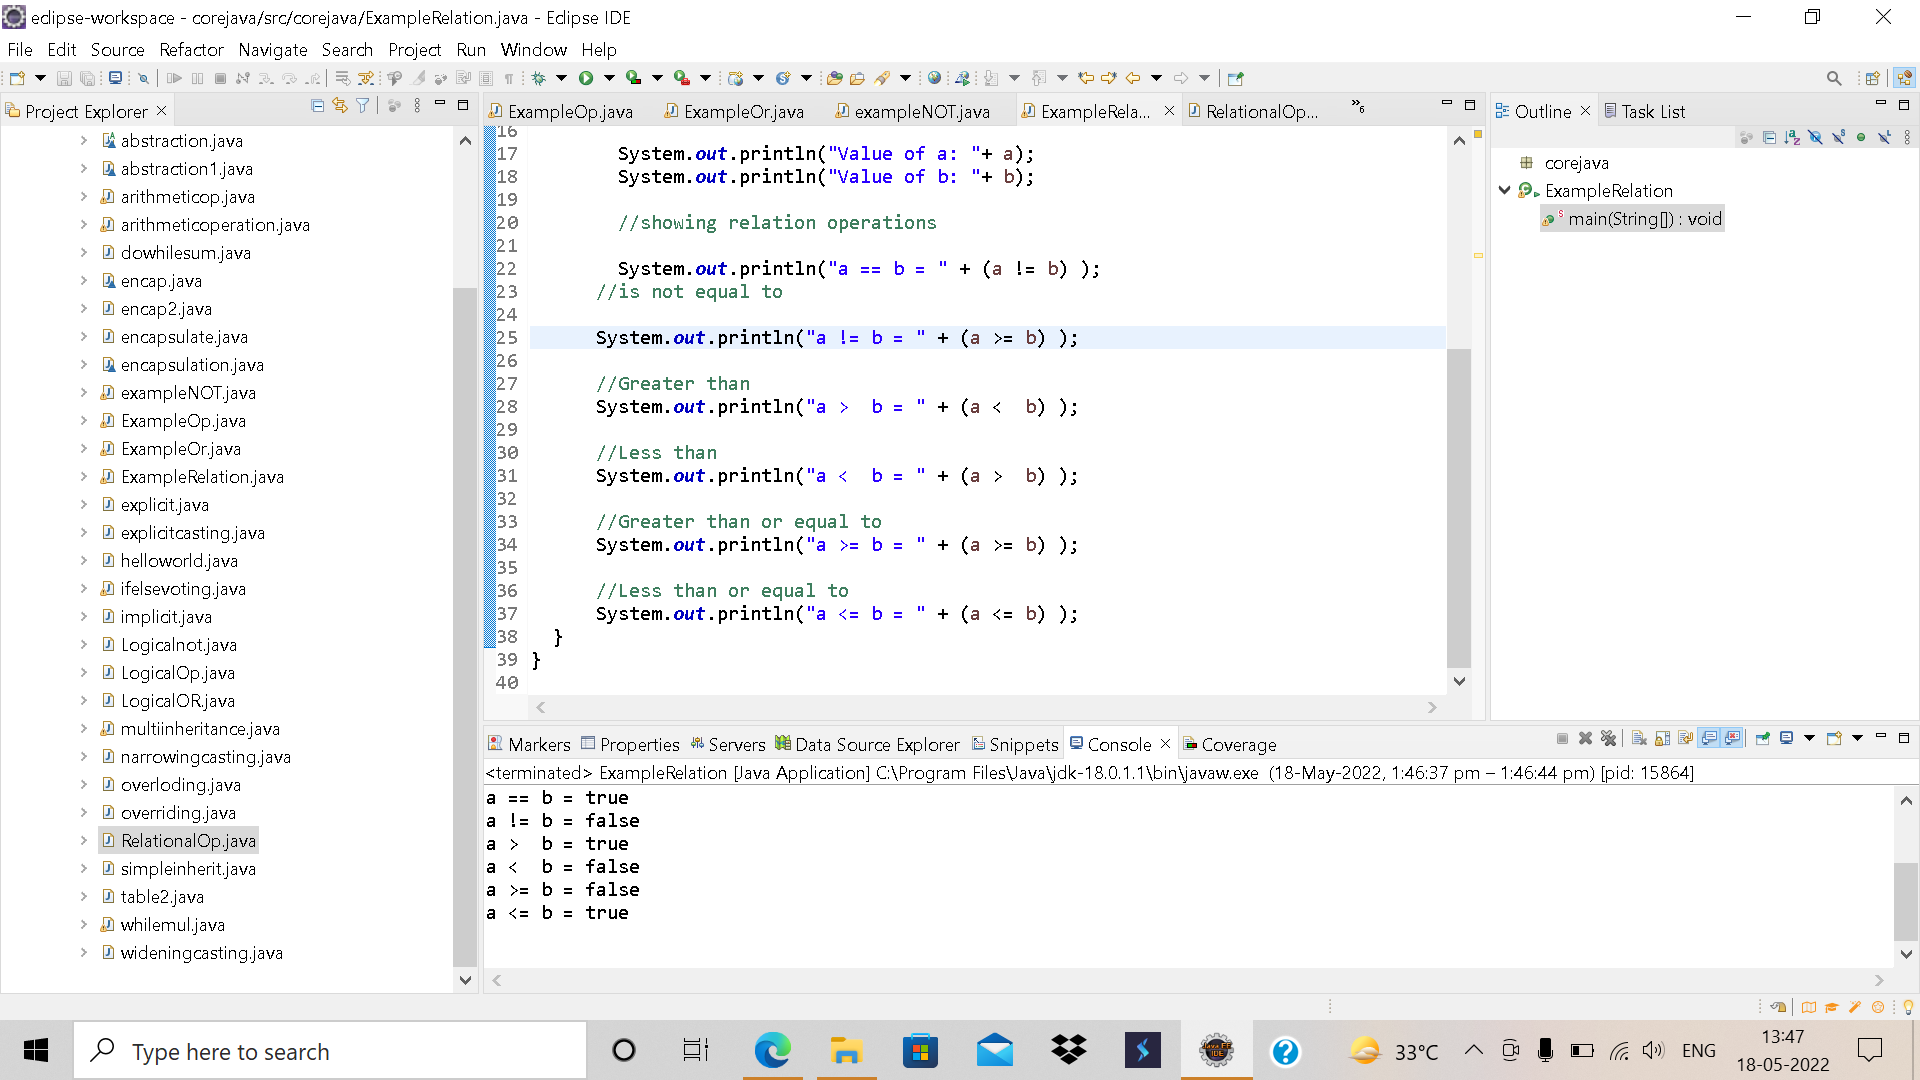 eclipse-workspace - corejava/src/corejava/ExampleRelation.java - Eclipse IDE
File Edit Source Refactor Navigate Search Project Run Window Help
Project Explorer
abstraction.java
abstraction1.java
arithmeticop.java
arithmeticoperation.java
dowhilesum.java
encap.java
encap2.java
encapsulate.java
encapsulation.java
exampleNOT.java
ExampleOp.java
ExampleOr.java
ExampleRelation.java
explicit.java
explicitcasting.java
helloworld.java
ifelsevoting.java
implicit.java
Logicalnot.java
LogicalOp.java
LogicalOR.java
multiinheritance.java
narrowingcasting.java
overloding.java
overriding.java
RelationalOp.java
simpleinherit.java
table2.java
whilemul.java
wideningcasting.java
ExampleOp.java ExampleOr.java exampleNOT.java ExampleRela... RelationalOp... »6
16
17 System.out.println("Value of a: "+ a);
18 System.out.println("Value of b: "+ b);
19
20 //showing relation operations
21
22 System.out.println("a == b = " + (a != b) );
23 //is not equal to
24
25 System.out.println("a != b = " + (a >= b) );
26
27 //Greater than
28 System.out.println("a >  b = " + (a <  b) );
29
30 //Less than
31 System.out.println("a <  b = " + (a >  b) );
32
33 //Greater than or equal to
34 System.out.println("a >= b = " + (a >= b) );
35
36 //Less than or equal to
37 System.out.println("a <= b = " + (a <= b) );
38 }
39 }
40
Outline Task List
corejava
ExampleRelation
main(String[]) : void
Markers Properties Servers Data Source Explorer Snippets Console Coverage
<terminated> ExampleRelation [Java Application] C:\Program Files\Java\jdk-18.0.1.1\bin\javaw.exe (18-May-2022, 1:46:37 pm – 1:46:44 pm) [pid: 15864]
a == b = true
a != b = false
a >  b = true
a <  b = false
a >= b = false
a <= b = true
Type here to search
33°C
ENG
13:47
18-05-2022